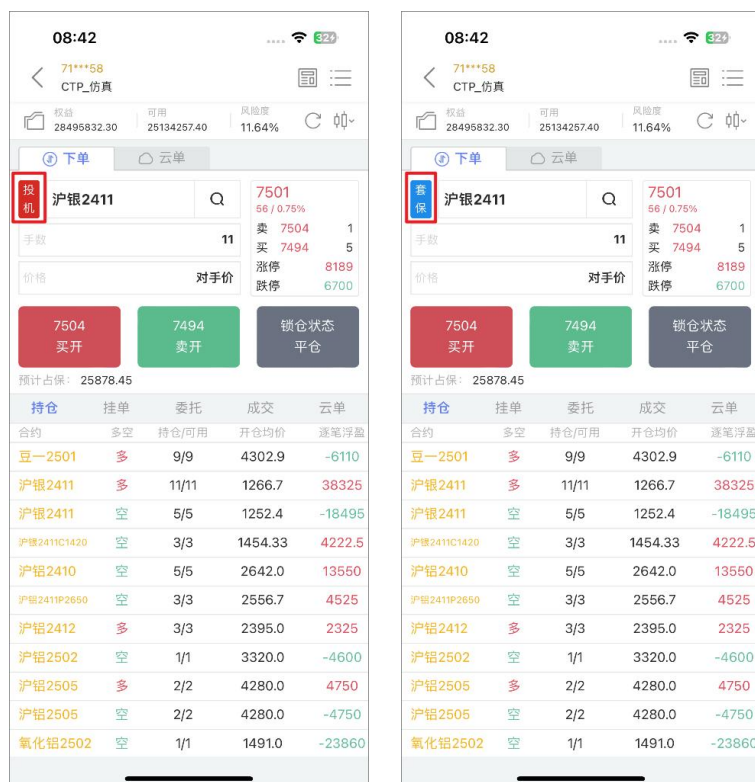 08:42
32
71***58
CTP_仿真
权益 可用 风险度
28495832.30 25134257.40 11.64%
下单 云单
投机 沪银2411
7501
56 / 0.75%
手数 11
卖 7504 1
买 7494 5
价格 对手价
涨停 8189
跌停 6700
7504 7494 锁仓状态
买开 卖开 平仓
预计占保: 25878.45
持仓 挂单 委托 成交 云单
合约 多空 持仓/可用 开仓均价 逐笔浮盈
豆一2501 多 9/9 4302.9 -6110
沪银2411 多 11/11 1266.7 38325
沪银2411 空 5/5 1252.4 -18495
沪银2411C1420 空 3/3 1454.33 4222.5
沪铝2410 空 5/5 2642.0 13550
沪铝2411P2650 空 3/3 2556.7 4525
沪铝2412 多 3/3 2395.0 2325
沪铝2502 空 1/1 3320.0 -4600
沪铝2505 多 2/2 4280.0 4750
沪铝2505 空 2/2 4280.0 -4750
氧化铝2502 空 1/1 1491.0 -23860
08:42
32
71***58
CTP_仿真
权益 可用 风险度
28495832.30 25134257.40 11.64%
下单 云单
套保 沪银2411
7501
56 / 0.75%
手数 11
卖 7504 1
买 7494 5
价格 对手价
涨停 8189
跌停 6700
7504 7494 锁仓状态
买开 卖开 平仓
预计占保: 25878.45
持仓 挂单 委托 成交 云单
合约 多空 持仓/可用 开仓均价 逐笔浮盈
豆一2501 多 9/9 4302.9 -6110
沪银2411 多 11/11 1266.7 38325
沪银2411 空 5/5 1252.4 -18495
沪银2411C1420 空 3/3 1454.33 4222.5
沪铝2410 空 5/5 2642.0 13550
沪铝2411P2650 空 3/3 2556.7 4525
沪铝2412 多 3/3 2395.0 2325
沪铝2502 空 1/1 3320.0 -4600
沪铝2505 多 2/2 4280.0 4750
沪铝2505 空 2/2 4280.0 -4750
氧化铝2502 空 1/1 1491.0 -23860